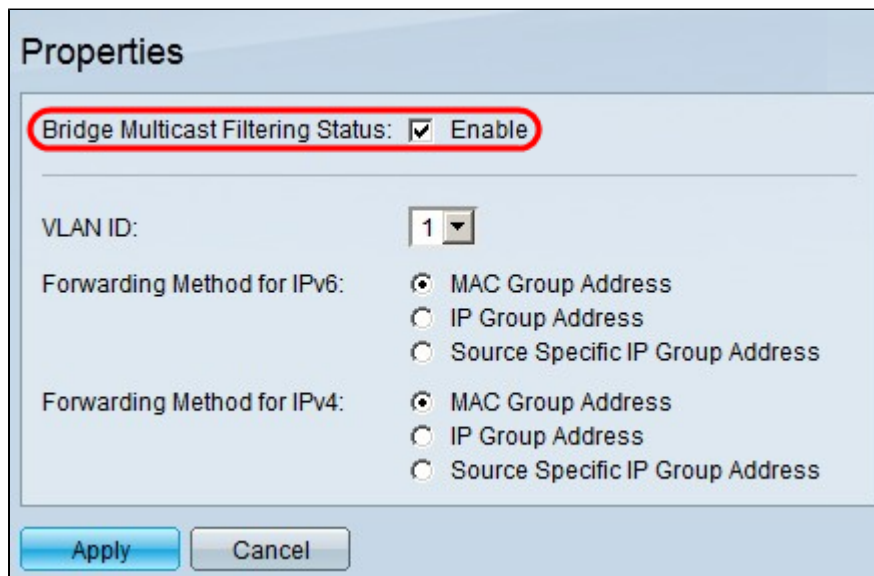 Properties
Bridge Multicast Filtering Status: Enable
VLAN ID: 1
Forwarding Method for IPv6: MAC Group Address
IP Group Address
Source Specific IP Group Address
Forwarding Method for IPv4: MAC Group Address
IP Group Address
Source Specific IP Group Address
Apply Cancel